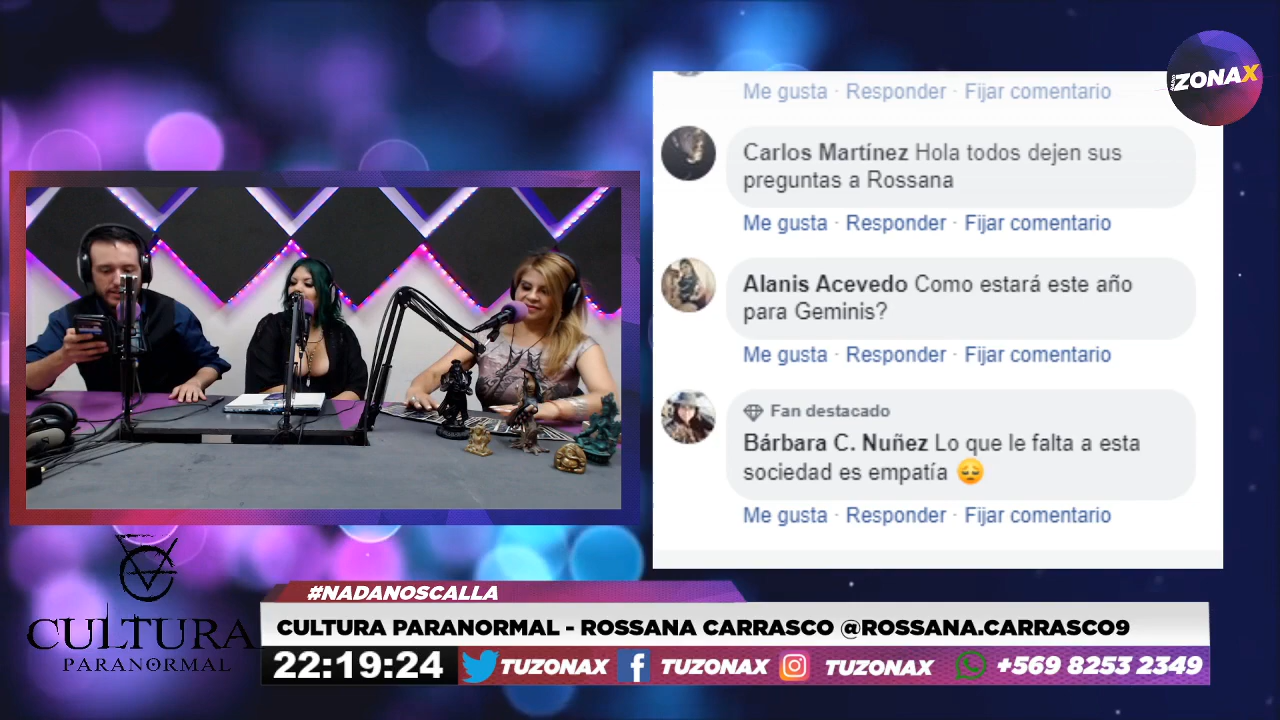 ZONAX
Me gusta · Responder · Fijar comentario
Carlos Martínez Hola todos dejen sus
preguntas a Rossana
Me gusta · Responder · Fijar comentario
Alanis Acevedo Como estará este año
para Geminis?
Me gusta · Responder · Fijar comentario
Fan destacado
Bárbara C. Nuñez Lo que le falta a esta
sociedad es empatía 😔
Me gusta · Responder · Fijar comentario
#NADANOSCALLA
CULTURA
PARANORMAL
CULTURA PARANORMAL - ROSSANA CARRASCO @ROSSANA.CARRASCO9
22:19:24 TUZONAX TUZONAX TUZONAX +569 8253 2349